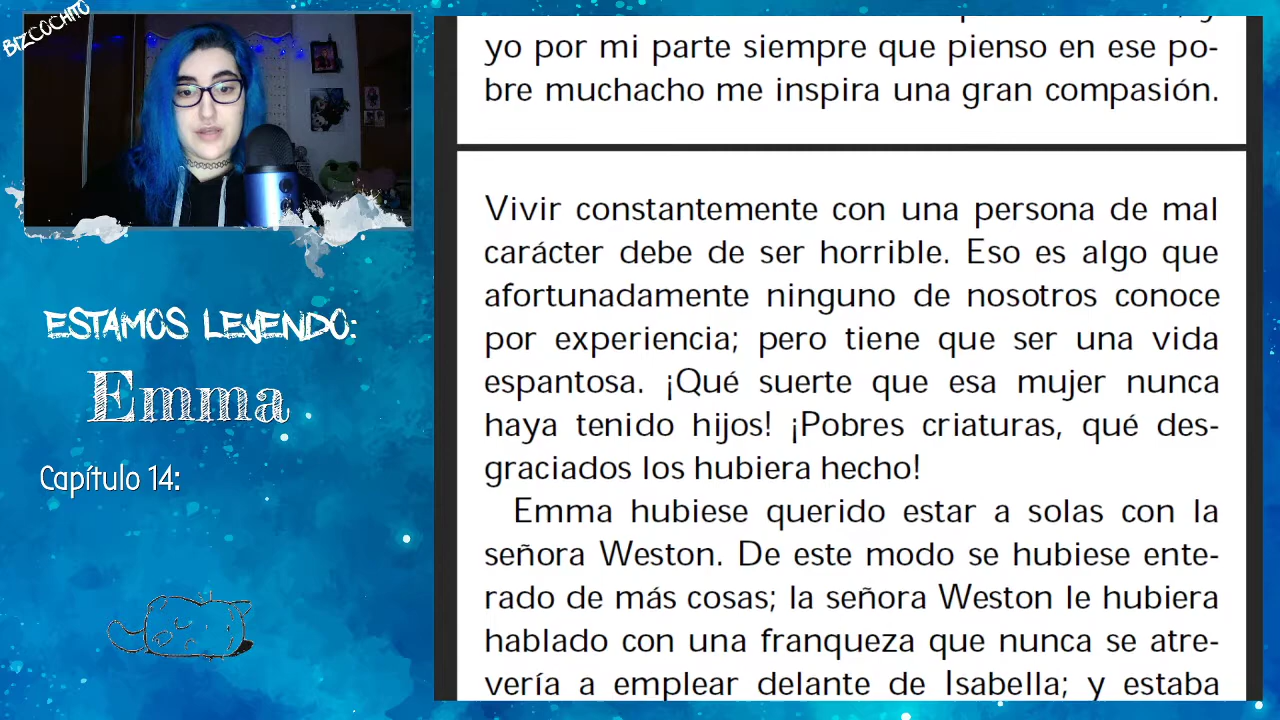 BIZCOCHITO
ESTAMOS LEYENDO:
Emma
Capítulo 14:
yo por mi parte siempre que pienso en ese po-
bre muchacho me inspira una gran compasión.
Vivir constantemente con una persona de mal
carácter debe de ser horrible. Eso es algo que
afortunadamente ninguno de nosotros conoce
por experiencia; pero tiene que ser una vida
espantosa. ¡Qué suerte que esa mujer nunca
haya tenido hijos! ¡Pobres criaturas, qué des-
graciados los hubiera hecho!
Emma hubiese querido estar a solas con la
señora Weston. De este modo se hubiese ente-
rado de más cosas; la señora Weston le hubiera
hablado con una franqueza que nunca se atre-
vería a emplear delante de Isabella; y estaba